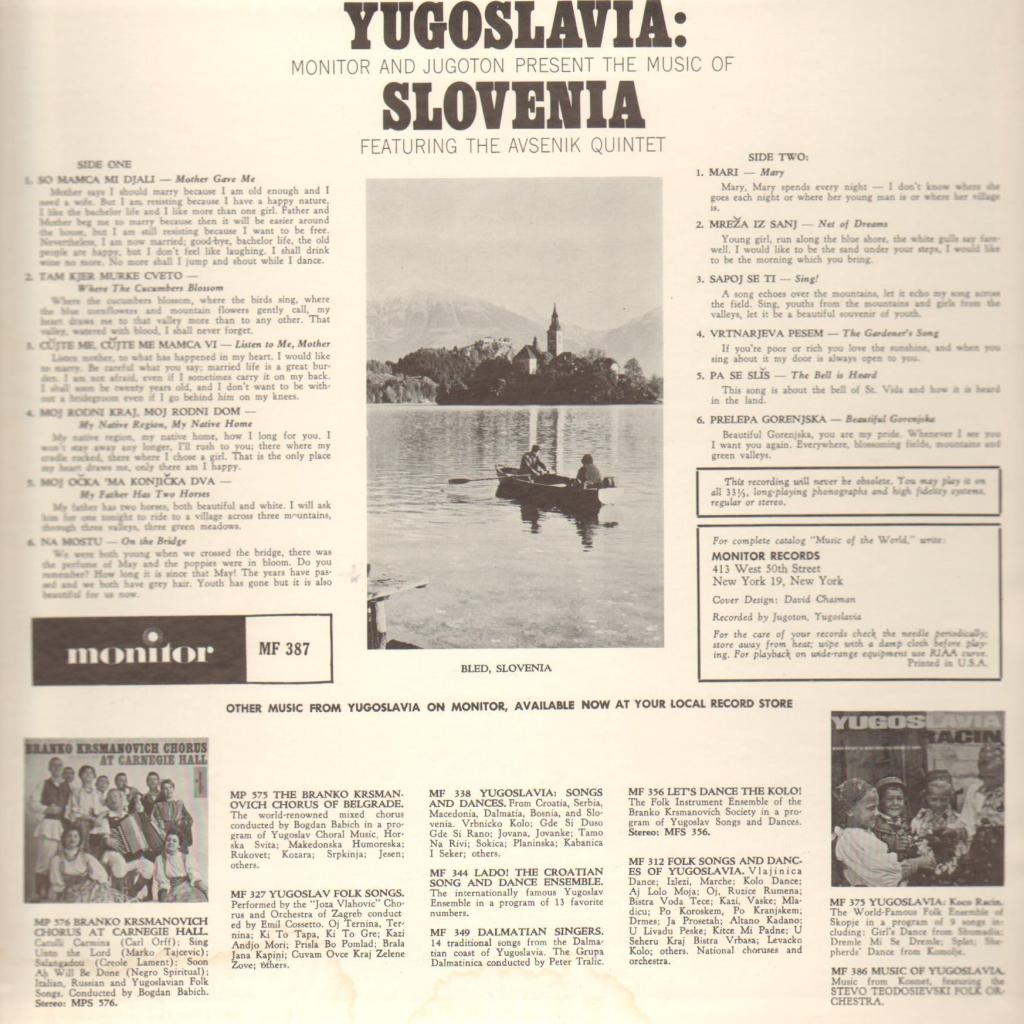 YUGOSLAVIA:
MONITOR AND JUGOTON PRESENT THE MUSIC OF
SLOVENIA
FEATURING THE AVSENIK QUINTET
SIDE ONE
1. SO MAMCA MI DJALI — Mother Gave Me
Mother says I should marry because I am old enough and I
need a wife. But I am resisting because I have a happy nature,
I like the bachelor life and I like more than one girl. Father and
Mother beg me to marry because then it will be easier around
the house, but I am still resisting because I want to be free.
Nevertheless, I am now married; good-bye, bachelor life, the old
people are happy, but I don't feel like laughing. I shall drink
wine no more. No more shall I jump and shout while I dance.
2. TAM KJER MURKE CVETO —
Where The Cucumbers Blossom
Where the cucumbers blossom, where the birds sing, where
the blue cornflowers and mountain flowers gently call, my
heart draws me to that valley more than to any other. That
valley, watered with blood, I shall never forget.
3. CŬJTE ME, CŬJTE ME MAMCA VI — Listen to Me, Mother
Listen mother, to what has happened in my heart. I would like
to marry. Be careful what you say; married life is a great bur-
den. I am not afraid, even if I sometimes carry it on my back.
I shall soon be twenty years old, and I don't want to be with-
out a bridegroom even if I go behind him on my knees.
4. MOJ RODNI KRAJ, MOJ RODNI DOM —
My Native Region, My Native Home
My native region, my native home, how I long for you. I
won't stay away any longer, I'll rush to you; there where my
cradle rocked, there where I chose a girl. That is the only place
my heart draws me, only there am I happy.
5. MOJ OČKA 'MA KONJIČKA DVA —
My Father Has Two Horses
My father has two horses, both beautiful and white. I will ask
him for one tonight to ride to a village across three mountains,
through three valleys, three green meadows.
6. NA MOSTU — On the Bridge
We were both young when we crossed the bridge, there was
the perfume of May and the poppies were in bloom. Do you
remember? How long it is since that May! The years have pas-
sed and we both have grey hair. Youth has gone but it is also
beautiful for us now.
monitor
MF 387
BLED, SLOVENIA
SIDE TWO:
1. MARI — Mary
Mary, Mary spends every night — I don't know where she
goes each night or where her young man is or where her village
is.
2. MREŽA IZ SANJ — Net of Dreams
Young girl, run along the blue shore, the white gulls say fare-
well. I would like to be the sand under your steps, I would like
to be the morning which you bring.
3. SAPOJ SE TI — Sing!
A song echoes over the mountains, let it echo my song across
the field. Sing, youths from the mountains and girls from the
valleys, let it be a beautiful souvenir of youth.
4. VRTNARJEVA PESEM — The Gardener's Song
If you're poor or rich you love the sunshine, and when you
sing about it my door is always open to you.
5. PA SE SLIŠ — The Bell is Heard
This song is about the bell of St. Vida and how it is heard
in the land.
6. PRELEPA GORENJSKA — Beautiful Gorenjska
Beautiful Gorenjska, you are my pride. Whenever I see you
I want you again. Everywhere, blossoming fields, mountains and
green valleys.
This recording will never be obsolete. You may play it on
all 33⅓, long-playing phonographs and high fidelity systems,
regular or stereo.
For complete catalog "Music of the World," write:
MONITOR RECORDS
413 West 50th Street
New York 19, New York
Cover Design: David Chasman
Recorded by Jugoton, Yugoslavia
For the care of your records check the needle periodically;
store away from heat; wipe with a damp cloth before play-
ing. For playback on wide-range equipment use RIAA curve.
Printed in U.S.A.
OTHER MUSIC FROM YUGOSLAVIA ON MONITOR, AVAILABLE NOW AT YOUR LOCAL RECORD STORE
BRANKO KRSMANOVICH CHORUS
AT CARNEGIE HALL
MP 576 BRANKO KRSMANOVICH
CHORUS AT CARNEGIE HALL.
Catulli Carmina (Carl Orff); Sing
Unto the Lord (Marko Tajcevic);
Salangadou (Creole Lament); Soon
Ah Will Be Done (Negro Spiritual);
Italian, Russian and Yugoslavian Folk
Songs. Conducted by Bogdan Babich.
Stereo: MPS 576.
MP 575 THE BRANKO KRSMAN-
OVICH CHORUS OF BELGRADE.
The world-renowned mixed chorus
conducted by Bogdan Babich in a pro-
gram of Yugoslav Choral Music, Hor-
ska Svita; Makedonska Humoreska;
Rukovet; Kozara; Srpkinja; Jesen;
others.
MF 327 YUGOSLAV FOLK SONGS.
Performed by the "Joza Vlahovic" Cho-
rus and Orchestra of Zagreb conduct-
ed by Emil Cossetto. Oj Ternina, Ter-
nina; Ki To Tapa, Ki To Gre; Kazi
Andjo Mori; Prisla Bo Pomlad; Brala
Jana Kapini; Cuvam Ovce Kraj Zelene
Zove; others.
MF 338 YUGOSLAVIA: SONGS
AND DANCES. From Croatia, Serbia,
Macedonia, Dalmatia, Bosnia, and Slo-
venia. Vrhnicko Kolo; Gde Si Duso
Gde Si Rano; Jovana, Jovanke; Tamo
Na Rivi; Sokica; Planinska; Kabanica
I Seker; others.
MF 344 LADO! THE CROATIAN
SONG AND DANCE ENSEMBLE.
The internationally famous Yugoslav
Ensemble in a program of 13 favorite
numbers.
MF 349 DALMATIAN SINGERS.
14 traditional songs from the Dalma-
tian coast of Yugoslavia. The Grupa
Dalmatinica conducted by Peter Tralic.
MF 356 LET'S DANCE THE KOLO!
The Folk Instrument Ensemble of the
Branko Krsmanovich Society in a pro-
gram of Yugoslav Songs and Dances.
Stereo: MFS 356.
MF 312 FOLK SONGS AND DANC-
ES OF YUGOSLAVIA. Vlajinica
Dance; Izlezi, Marche; Kolo Dance;
Aj Lolo Moja; Oj, Ruzice Rumena;
Bistra Voda Tece; Kazi, Vaske; Mla-
dicu; Po Koroskem, Po Kranjskem;
Drmes; Ja Prosetah; Altano Kadano;
U Livadu Peske; Kitce Mi Padne; U
Seheru Kraj Bistra Vrbasa; Levacko
Kolo; others. National choruses and
orchestra.
YUGOSLAVIA
RACIN
MF 375 YUGOSLAVIA: Koco Racin.
The World-Famous Folk Ensemble of
Skopje in a program of 9 songs in-
cluding: Girl's Dance from Shumadia;
Dremle Mi Se Dremle; Splet; She-
pherds' Dance from Komolje.
MF 386 MUSIC OF YUGOSLAVIA.
Music from Kosmet, featuring the
STEVO TEODOSIEVSKI FOLK OR-
CHESTRA.